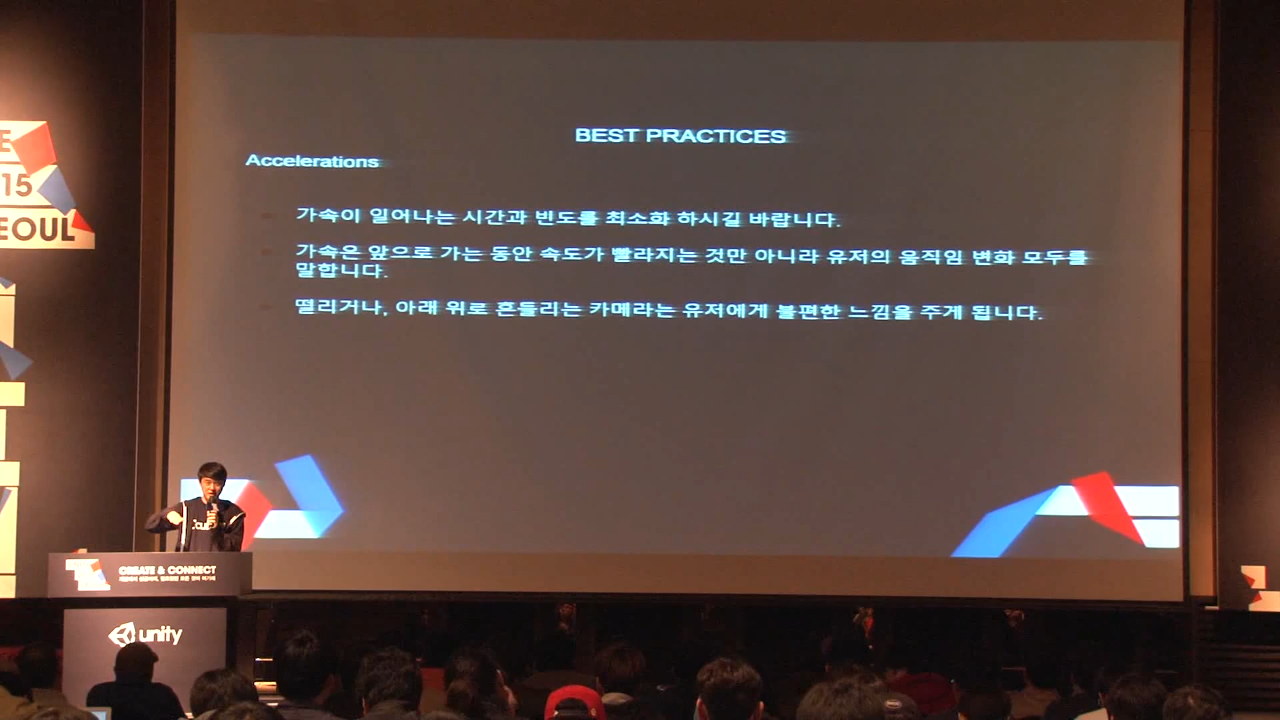 BEST PRACTICES
Accelerations
가속이 일어나는 시간과 빈도를 최소화 하시길 바랍니다.
가속은 앞으로 가는 동안 속도가 빨라지는 것만 아니라 유저의 움직임 변화 모두를
말합니다.
떨리거나, 아래 위로 흔들리는 카메라는 유저에게 불편한 느낌을 주게 됩니다.
E
15
EOUL
CREATE & CONNECT
unity